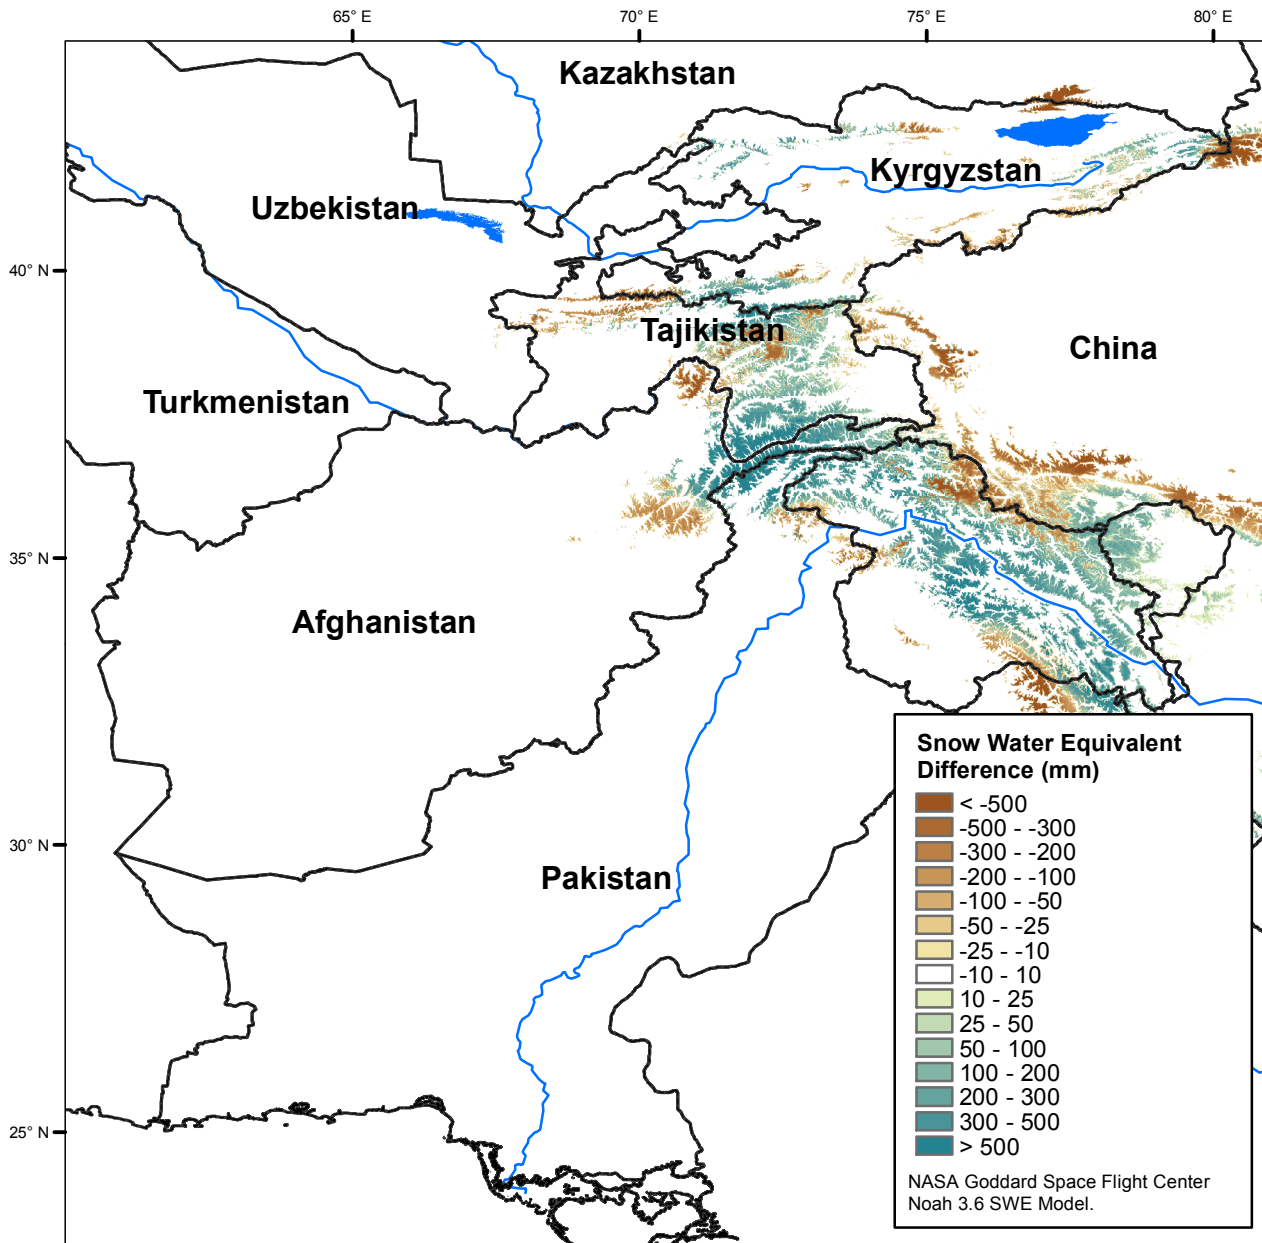 65° E
70° E
75° E
80° E
Kazakhstan
Kyrgyzstan
Uzbekistan
40° N
Tajikistan
China
Turkmenistan
35° N
Afghanistan
30° N
Pakistan
25° N
Snow Water Equivalent
Difference (mm)
< -500
-500 - -300
-300 - -200
-200 - -100
-100 - -50
-50 - -25
-25 - -10
-10 - 10
10 - 25
25 - 50
50 - 100
100 - 200
200 - 300
300 - 500
> 500
NASA Goddard Space Flight Center
Noah 3.6 SWE Model.